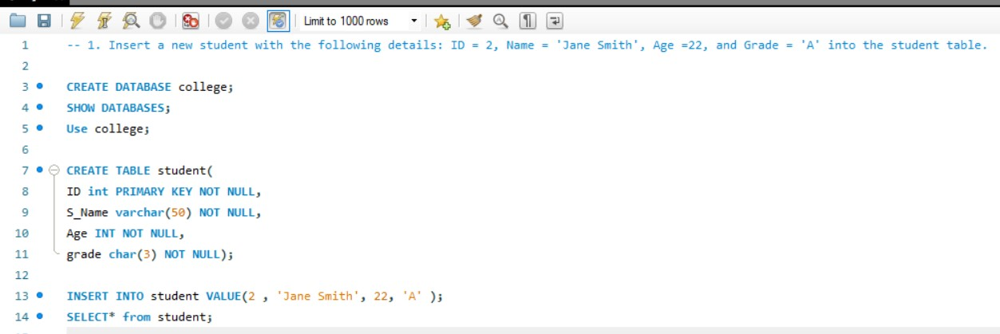 Limit to 1000 rows
1 -- 1. Insert a new student with the following details: ID = 2, Name = 'Jane Smith', Age =22, and Grade = 'A' into the student table.
2
3 CREATE DATABASE college;
4 SHOW DATABASES;
5 Use college;
6
7 CREATE TABLE student(
8 ID int PRIMARY KEY NOT NULL,
9 S_Name varchar(50) NOT NULL,
10 Age INT NOT NULL,
11 grade char(3) NOT NULL);
12
13 INSERT INTO student VALUE(2 , 'Jane Smith', 22, 'A' );
14 SELECT* from student;